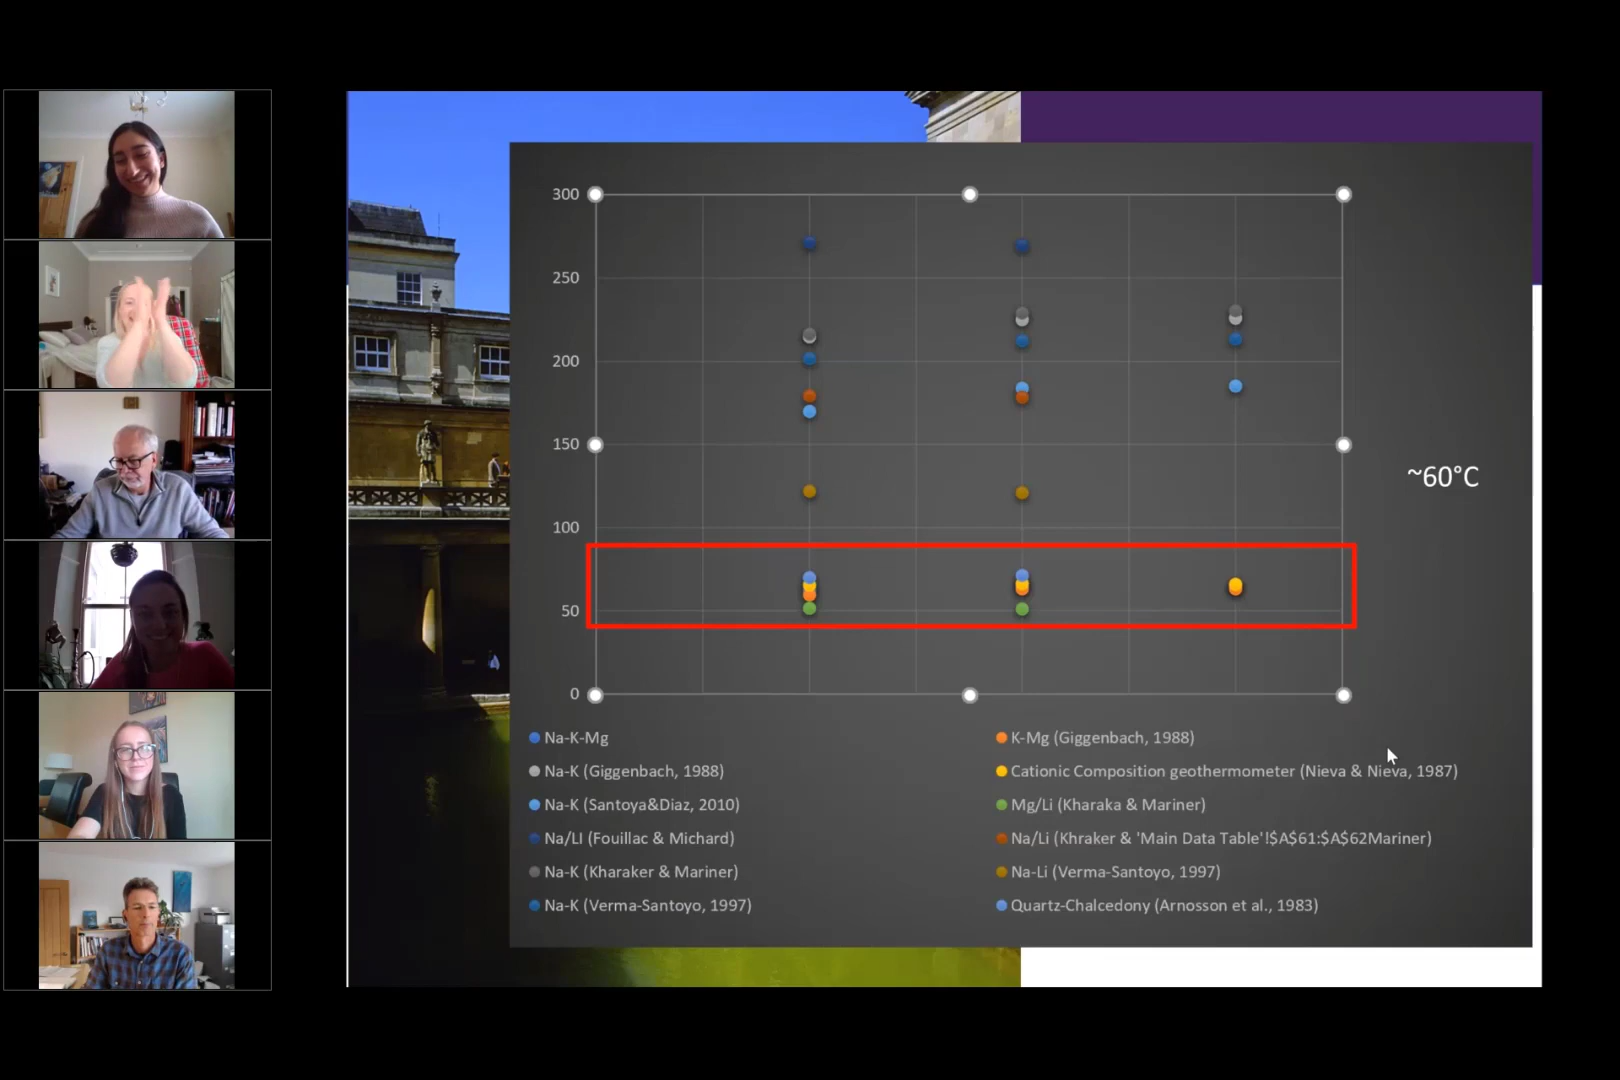 300
250
200
150
100
50
0
~60°C
Na-K-Mg
K-Mg (Giggenbach, 1988)
Na-K (Giggenbach, 1988)
Cationic Composition geothermometer (Nieva & Nieva, 1987)
Na-K (Santoya&Diaz, 2010)
Mg/Li (Kharaka & Mariner)
Na/LI (Fouillac & Michard)
Na/Li (Khraker & 'Main Data Table'!$A$61:$A$62Mariner)
Na-K (Kharaker & Mariner)
Na-Li (Verma-Santoyo, 1997)
Na-K (Verma-Santoyo, 1997)
Quartz-Chalcedony (Arnosson et al., 1983)